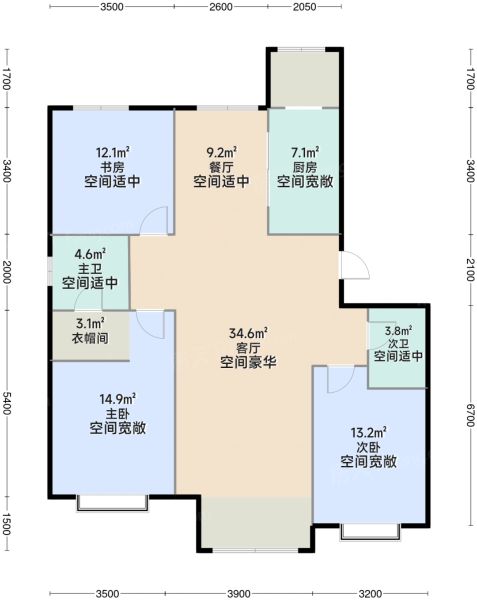 3500
2600
2050
1700
1700
12.1㎡
书房
空间适中
9.2㎡
餐厅
空间适中
7.1㎡
厨房
空间宽敞
3400
3400
4.6㎡
主卫
空间适中
2000
2100
3.1㎡
衣帽间
34.6㎡
客厅
空间豪华
3.8㎡
次卫
空间适中
14.9㎡
主卧
空间宽敞
13.2㎡
次卧
空间宽敞
5400
6700
1500
3500
3900
3200